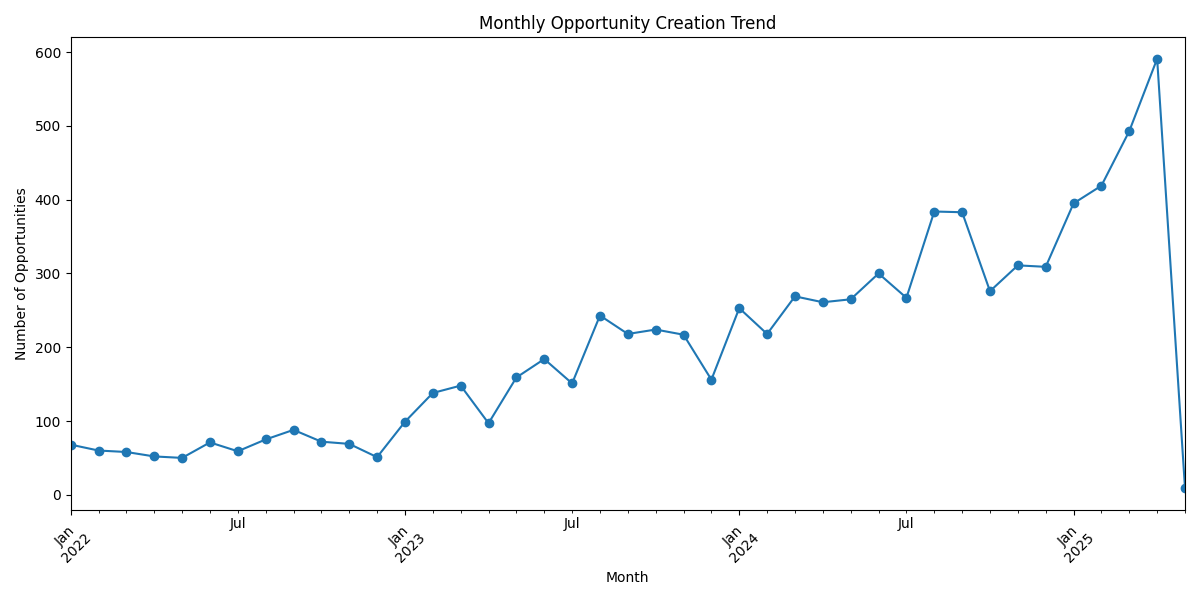 Monthly Opportunity Creation Trend
Number of Opportunities
600
500
400
300
200
100
0
Jan
2022
Jul
Jan
2023
Jul
Jan
2024
Jul
Jan
2025
Month